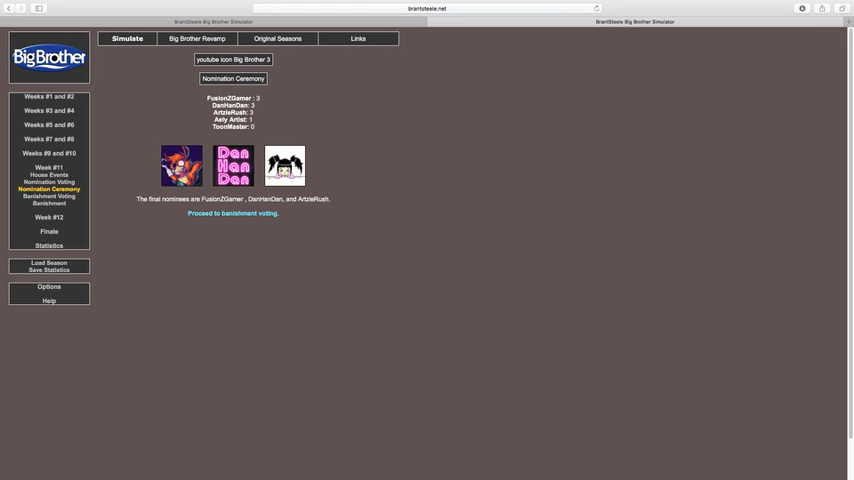 brantsteele.net
BrantSteele Big Brother Simulator
BrantSteele Big Brother Simulator
Big Brother
Simulate
Big Brother Revamp
Original Seasons
Links
youtube icon Big Brother 3
Nomination Ceremony
FusionZGamer : 3
DanHanDan: 3
ArtzieRush: 3
Aely Artist: 1
ToonMaster: 0
Dan
Han
Dan
The final nominees are FusionZGamer , DanHanDan, and ArtzieRush.
Proceed to banishment voting.
Weeks #1 and #2
Weeks #3 and #4
Weeks #5 and #6
Weeks #7 and #8
Weeks #9 and #10
Week #11
House Events
Nomination Voting
Nomination Ceremony
Banishment Voting
Banishment
Week #12
Finale
Statistics
Load Season
Save Statistics
Options
Help